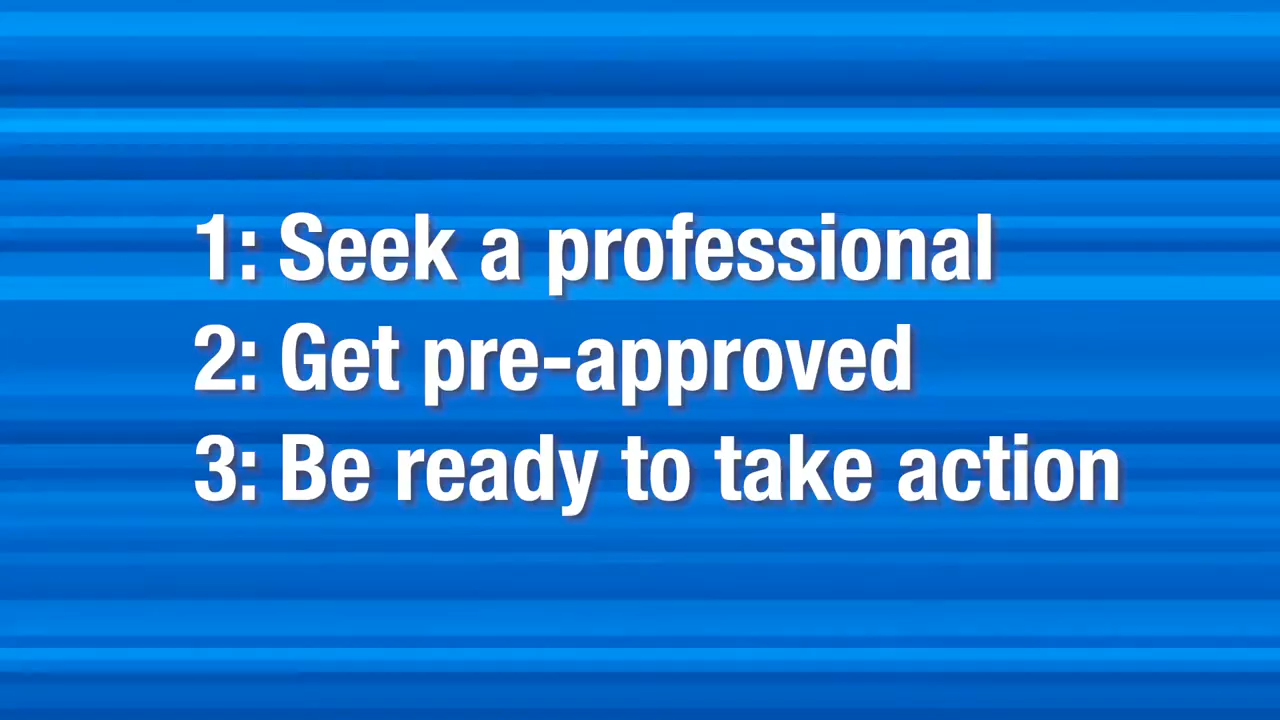 1: Seek a professional
2: Get pre-approved
3: Be ready to take action